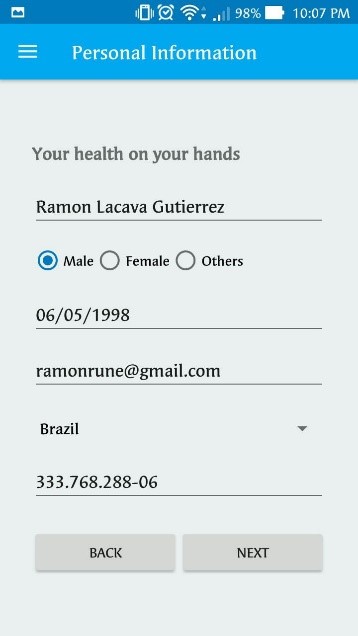 98% 10:07 PM
Personal Information
Your health on your hands
Ramon Lacava Gutierrez
Male Female Others
06/05/1998
ramonrune@gmail.com
Brazil
333.768.288-06
BACK NEXT